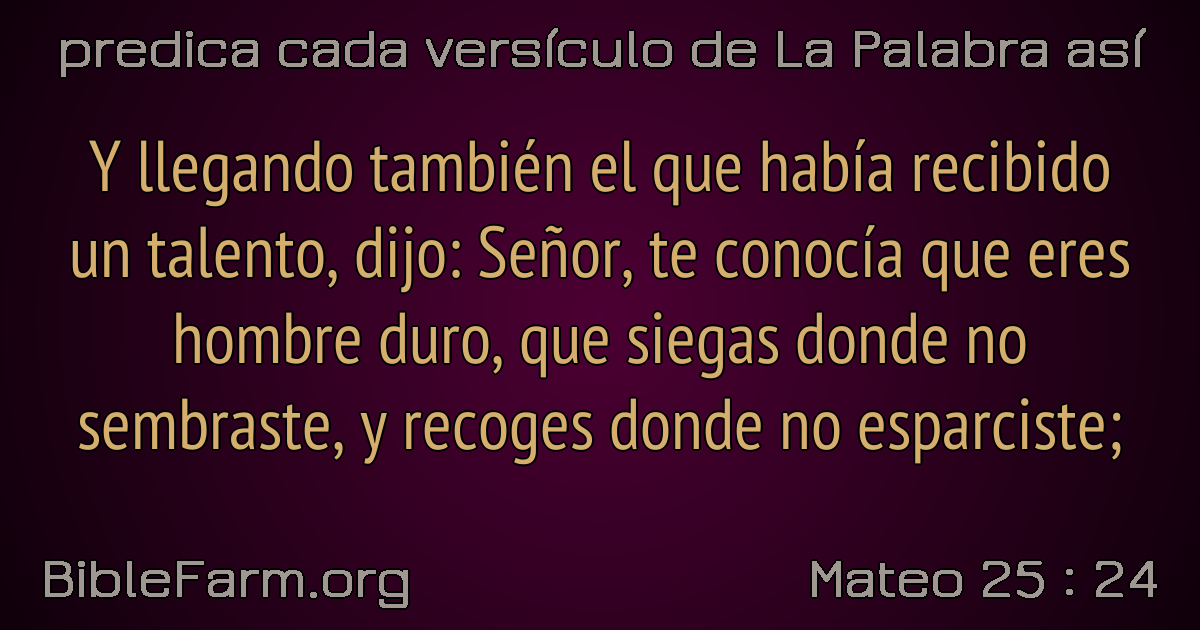 predica cada versículo de La Palabra así
Y llegando también el que había recibido
un talento, dijo: Señor, te conocía que eres
hombre duro, que siegas donde no
sembraste, y recoges donde no esparciste;
BibleFarm.org
Mateo 25 : 24